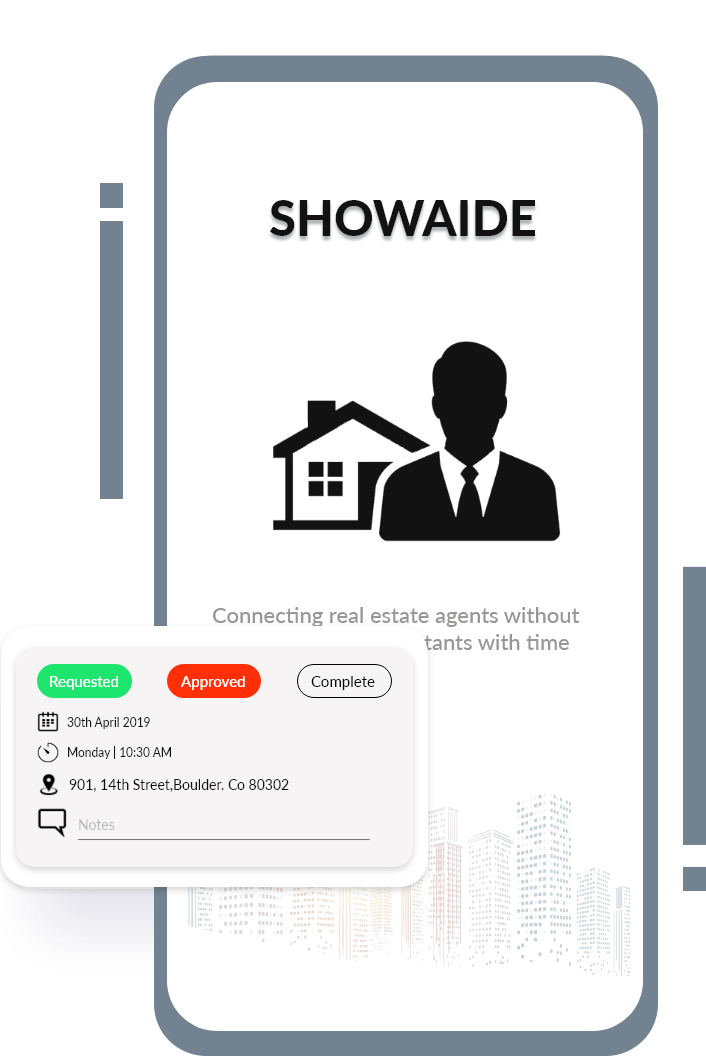 SHOWAIDE
Connecting real estate agents without
tants with time
Requested
Approved
Complete
30th April 2019
Monday | 10:30 AM
901, 14th Street,Boulder. Co 80302
Notes